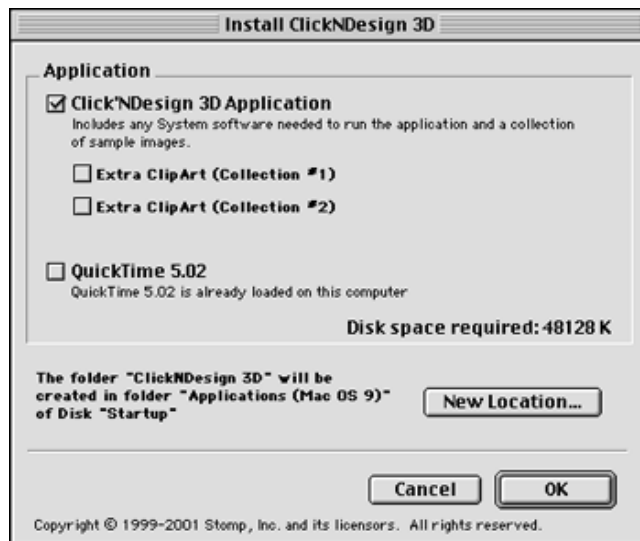 Install ClickNDesign 3D
Application
Click'NDesign 3D Application
Includes any System software needed to run the application and a collection
of sample images.
Extra ClipArt (Collection #1)
Extra ClipArt (Collection #2)
QuickTime 5.02
QuickTime 5.02 is already loaded on this computer
Disk space required: 48128 K
The folder "ClickNDesign 3D" will be
created in folder "Applications (Mac OS 9)"
of Disk "Startup"
New Location...
Cancel
OK
Copyright © 1999-2001 Stomp, Inc. and its licensors. All rights reserved.